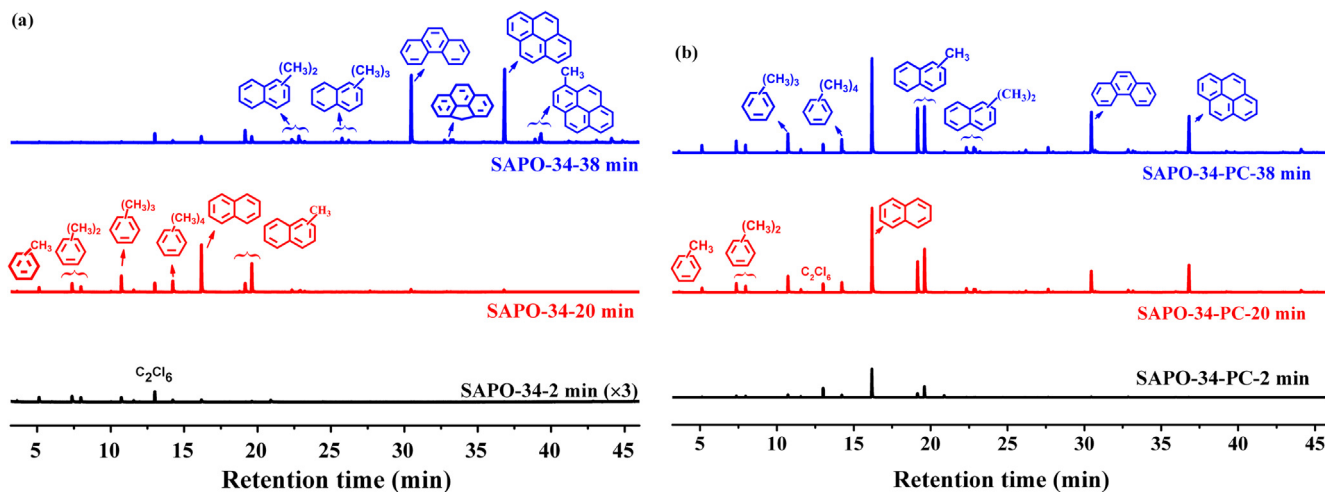 (a)
(CH₃)₂
(CH₃)₃
CH₃
SAPO-34-38 min
CH₃
(CH₃)₂
(CH₃)₃
(CH₃)₄
CH₃
SAPO-34-20 min
C₂Cl₆
SAPO-34-2 min (×3)
5 10 15 20 25 30 35 40 45
Retention time (min)
(b)
(CH₃)₃
(CH₃)₄
CH₃
(CH₃)₂
SAPO-34-PC-38 min
CH₃
(CH₃)₂
C₂Cl₆
SAPO-34-PC-20 min
SAPO-34-PC-2 min
5 10 15 20 25 30 35 40 45
Retention time (min)